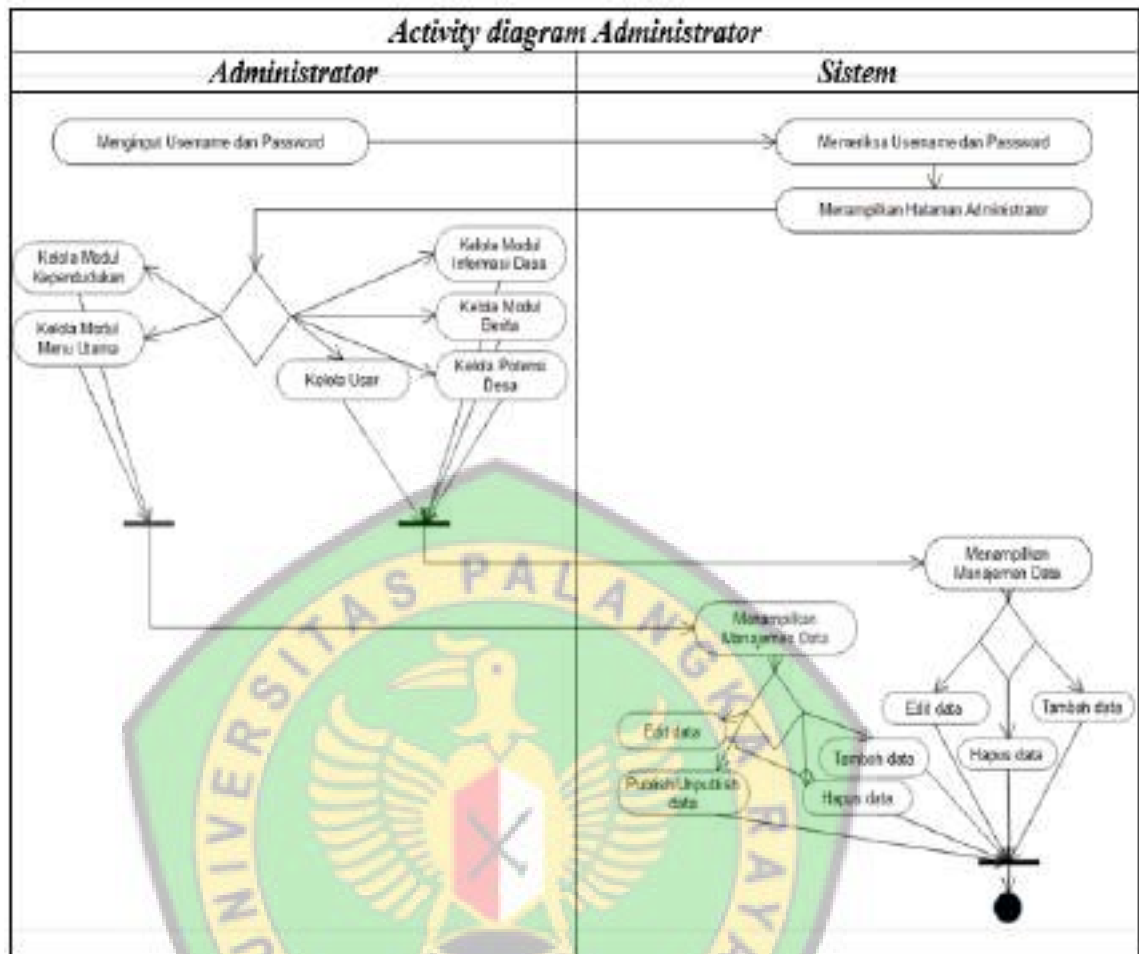 Activity diagram Administrator
Administrator
Sistem
Menginput Username dan Password
Memeriksa Username dan Password
Menampilkan Halaman Administrator
Kelola Modul
Kependudukan
Kelola Modul
Informasi Desa
Kelola Modul
Menu Utama
Kelola Modul
Berita
Kelola User
Kelola Potensi
Desa
Menampilkan
Manajemen Data
Menampilkan
Manajemen Data
Edit data
Tambah data
Hapus data
Edit data
Tambah data
Publish/Unpublish
data
Hapus data
UNIVERSITAS PALANGKA RAYA